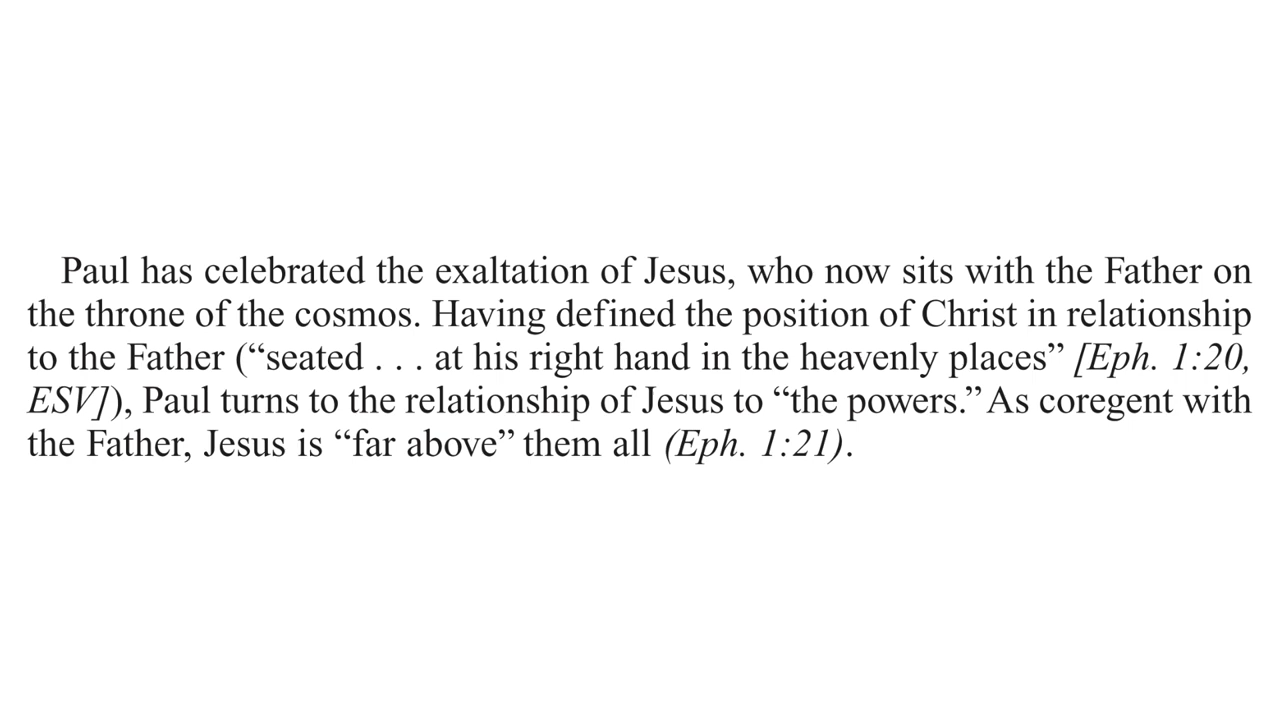 Paul has celebrated the exaltation of Jesus, who now sits with the Father on
the throne of the cosmos. Having defined the position of Christ in relationship
to the Father (“seated . . . at his right hand in the heavenly places” [Eph. 1:20,
ESV]), Paul turns to the relationship of Jesus to “the powers.” As coregent with
the Father, Jesus is “far above” them all (Eph. 1:21).